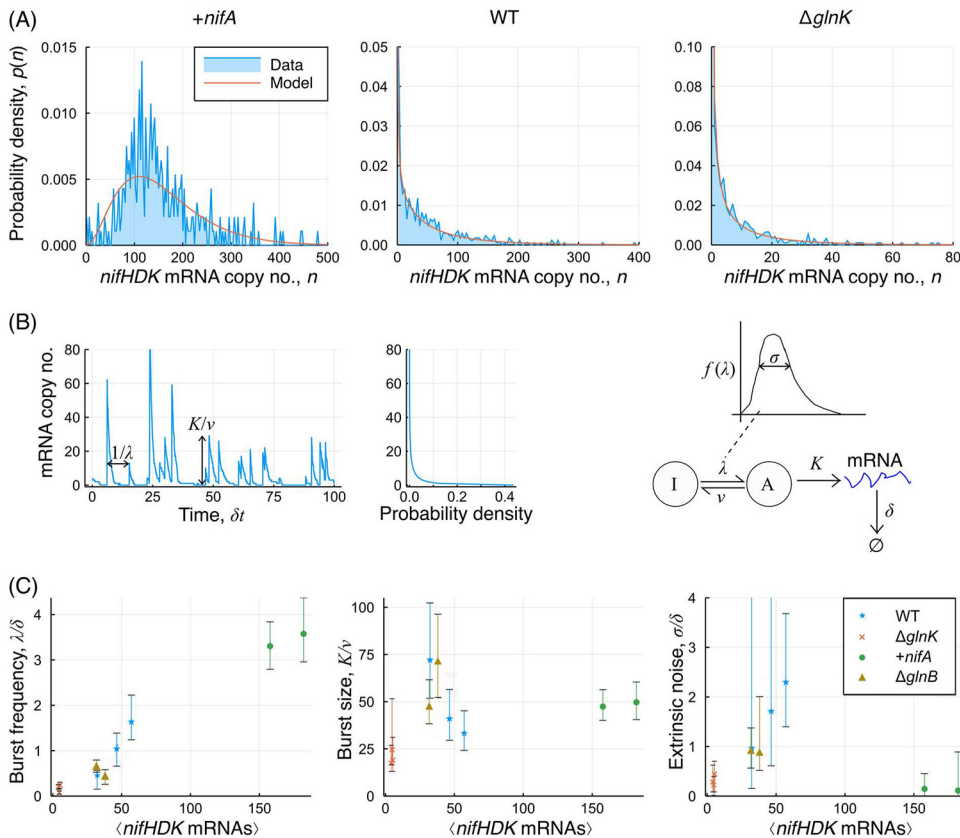 (A)
+nifA
WT
ΔglnK
Probability density, p(n)
0.015
0.010
0.005
0.000
0 100 200 300 400 500
nifHDK mRNA copy no., n
Data
Model
0.05
0.04
0.03
0.02
0.01
0.00
0 100 200 300 400
nifHDK mRNA copy no., n
0.10
0.08
0.06
0.04
0.02
0.00
0 20 40 60 80
nifHDK mRNA copy no., n
(B)
mRNA copy no.
80
60
40
20
0
1/λ
K/ν
0 25 50 75 100
Time, δt
80
60
40
20
0
0.0 0.2 0.4
Probability density
f(λ)
σ
I
λ
ν
A
K
mRNA
δ
∅
(C)
Burst frequency, λ/δ
4
3
2
1
0
0 50 100 150
⟨nifHDK mRNAs⟩
Burst size, K/ν
100
75
50
25
0
0 50 100 150
⟨nifHDK mRNAs⟩
Extrinsic noise, σ/δ
4
3
2
1
0
0 50 100 150
⟨nifHDK mRNAs⟩
WT
ΔglnK
+nifA
ΔglnB